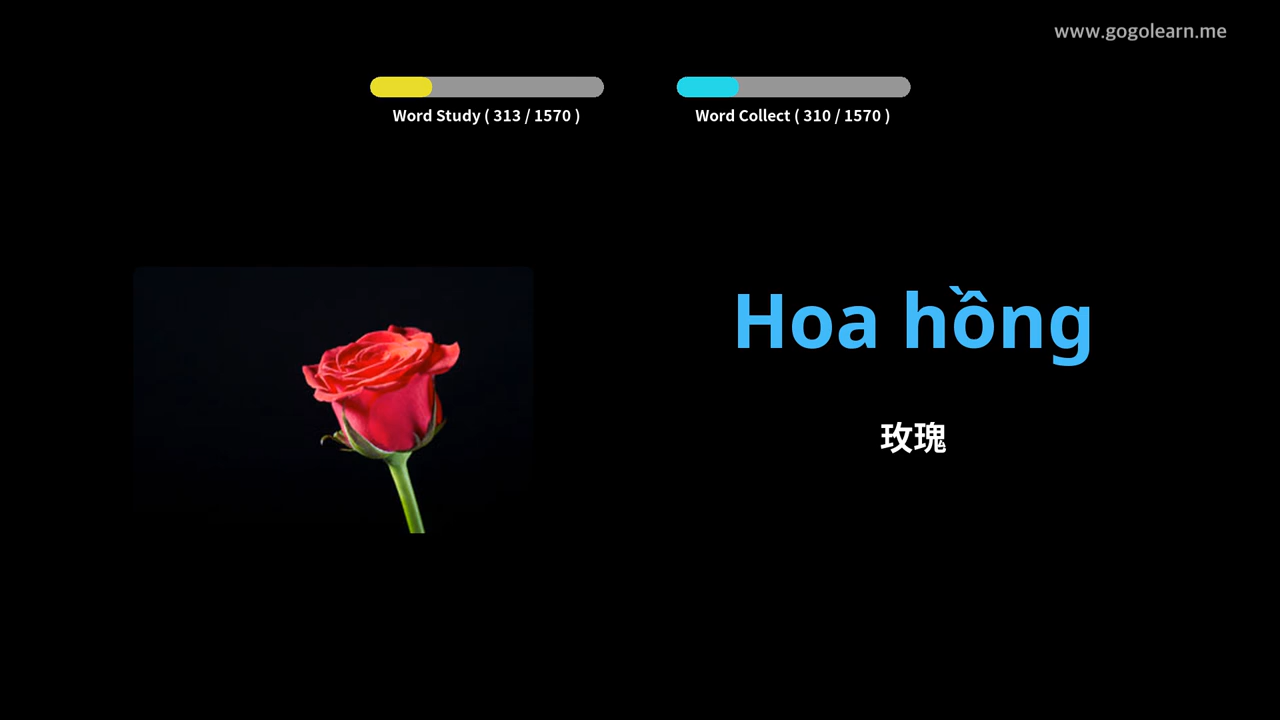 www.gogolearn.me
Word Study ( 313 / 1570 )
Word Collect ( 310 / 1570 )
Hoa hồng
玫瑰